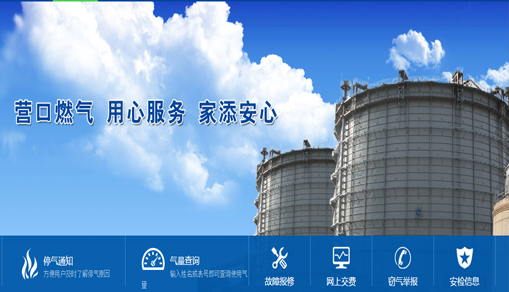 营口燃气 用心服务 家添安心
停气通知
方便用户及时了解停气原因
气量查询
输入姓名或表号即可查询使用气量
故障报修
网上交费
窃气举报
安检信息